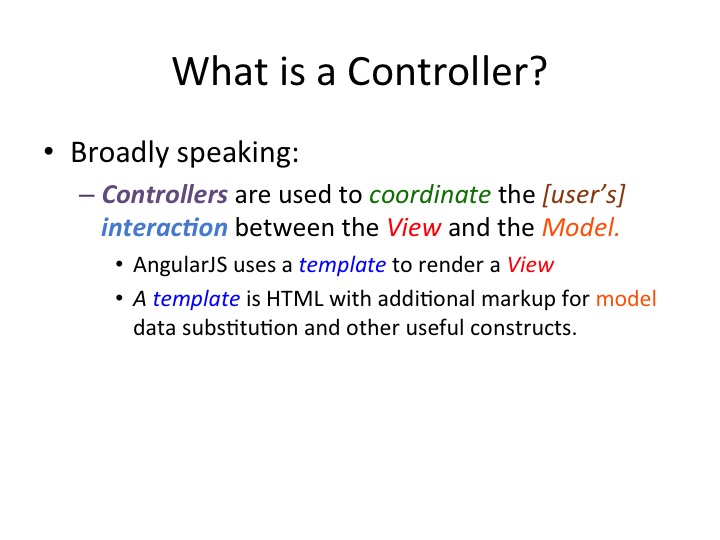 What is a Controller?
• Broadly speaking:
– Controllers are used to coordinate the [user’s]
interaction between the View and the Model.
• AngularJS uses a template to render a View
• A template is HTML with additional markup for model
data substitution and other useful constructs.